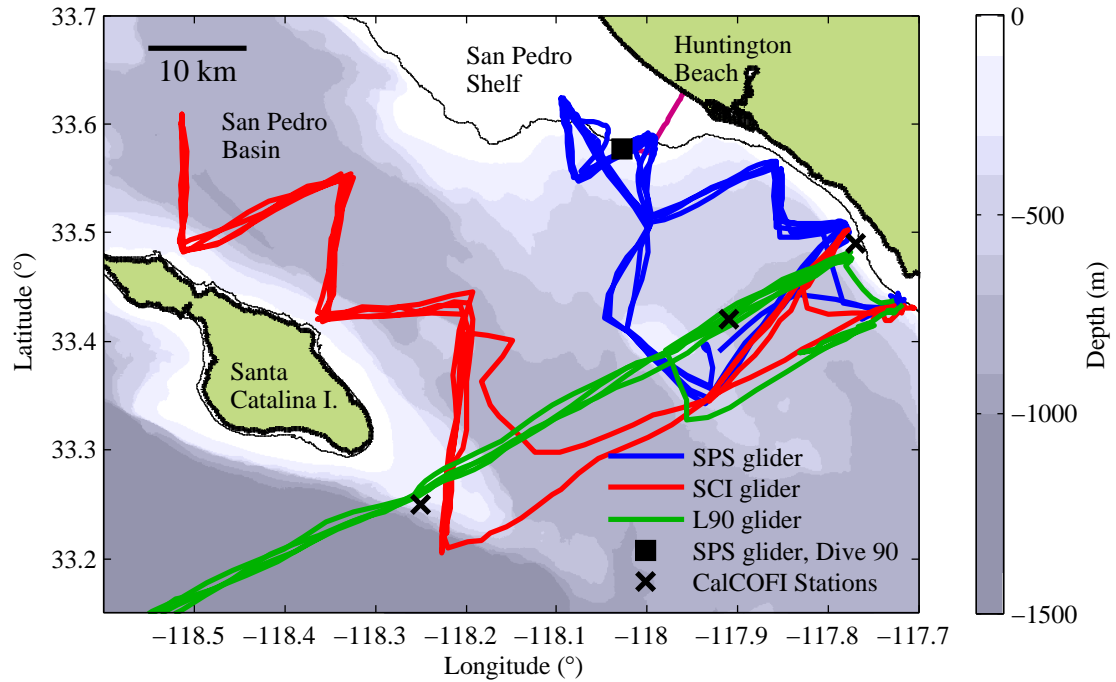 33.7
33.6
33.5
33.4
33.3
33.2
Latitude (°)
10 km
San Pedro
Shelf
Huntington
Beach
San Pedro
Basin
Santa
Catalina I.
SPS glider
SCI glider
L90 glider
SPS glider, Dive 90
CalCOFI Stations
−118.5
−118.4
−118.3
−118.2
−118.1
−118
−117.9
−117.8
−117.7
Longitude (°)
0
−500
−1000
−1500
Depth (m)